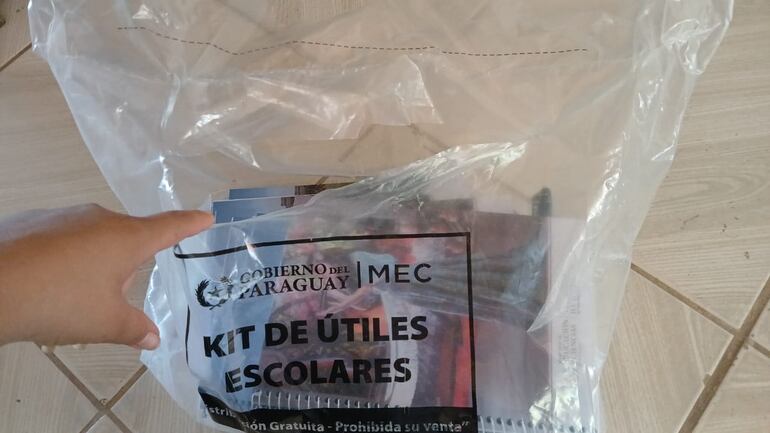 GOBIERNO DEL
PARAGUAY | MEC
KIT DE ÚTILES
ESCOLARES
Gratuita - Prohibida su venta"